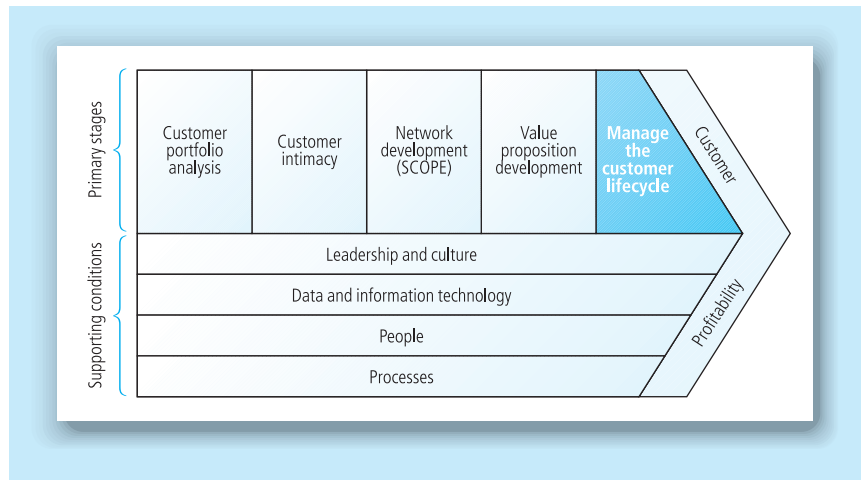 Primary stages
Customer
portfolio
analysis
Customer
intimacy
Network
development
(SCOPE)
Value
proposition
development
Manage
the
customer
lifecycle
Customer
Supporting conditions
Leadership and culture
Data and information technology
People
Processes
Profitability